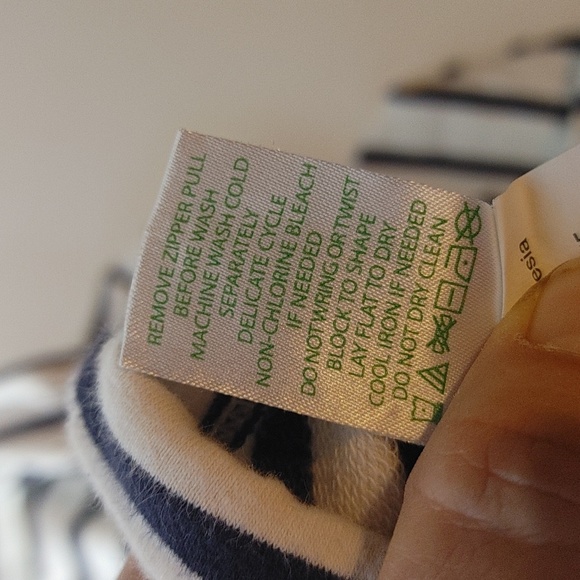 REMOVE ZIPPER PULL
BEFORE WASH
MACHINE WASH COLD
SEPARATELY
DELICATE CYCLE
NON-CHLORINE BLEACH
IF NEEDED
DO NOT WRING OR TWIST
BLOCK TO SHAPE
LAY FLAT TO DRY
COOL IRON IF NEEDED
DO NOT DRY CLEAN
esia